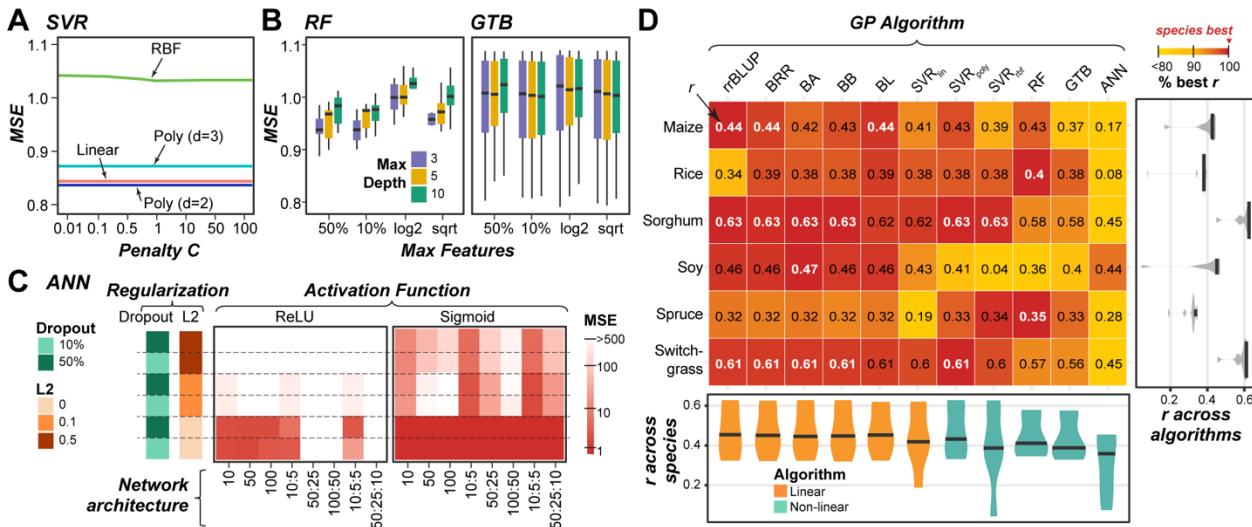 A SVR
MSE
1.1
1.0
0.9
0.8
RBF
Poly (d=3)
Linear
Poly (d=2)
0.01 0.1 0.5 1 10 50 100
Penalty C
B RF GTB
MSE
1.1
1.0
0.9
0.8
Max Depth
3
5
10
50% 10% log2 sqrt 50% 10% log2 sqrt
Max Features
C ANN
Regularization Activation Function
Dropout L2 ReLU Sigmoid
Dropout
10%
50%
L2
0
0.1
0.5
MSE
>500
100
10
1
Network architecture
10 50 100 10:5 50:25 100:50 10:5:5 50:25:10 10 50 100 10:5 50:25 100:50 10:5:5 50:25:10
D GP Algorithm
species best
<80 90 100
% best r
r
rrBLUP BRR BA BB BL SVRlin SVRpoly SVRrbf RF GTB ANN
Maize 0.44 0.44 0.42 0.43 0.44 0.41 0.43 0.39 0.43 0.37 0.17
Rice 0.34 0.39 0.38 0.38 0.39 0.38 0.38 0.38 0.4 0.38 0.08
Sorghum 0.63 0.63 0.63 0.63 0.62 0.62 0.63 0.63 0.58 0.58 0.45
Soy 0.46 0.46 0.47 0.46 0.46 0.43 0.41 0.04 0.36 0.4 0.44
Spruce 0.32 0.32 0.32 0.32 0.32 0.19 0.33 0.34 0.35 0.33 0.28
Switch-
grass 0.61 0.61 0.61 0.61 0.61 0.6 0.61 0.6 0.57 0.56 0.45
0.2 0.4 0.6
r across
algorithms
r across
species
0.6
0.4
0.2
Algorithm
Linear
Non-linear